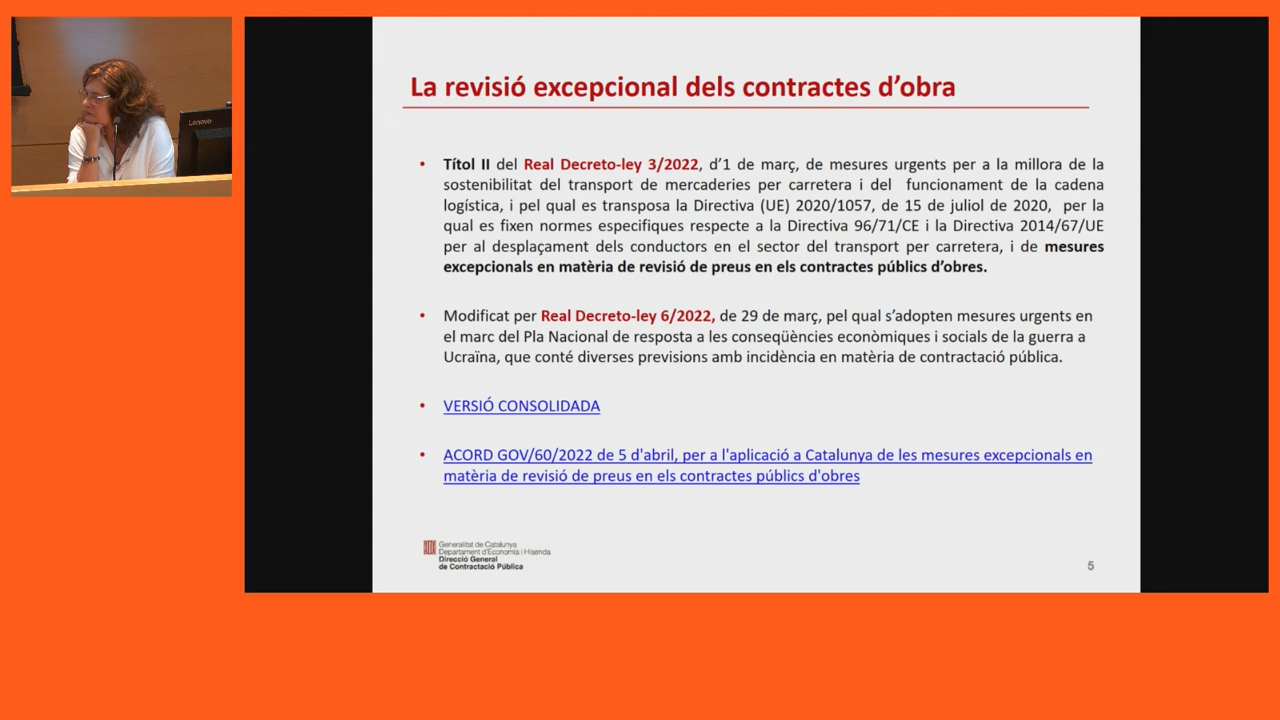 Lenovo
La revisió excepcional dels contractes d’obra
• Títol II del Real Decreto-ley 3/2022, d’1 de març, de mesures urgents per a la millora de la
sostenibilitat del transport de mercaderies per carretera i del funcionament de la cadena
logística, i pel qual es transposa la Directiva (UE) 2020/1057, de 15 de juliol de 2020, per la
qual es fixen normes especifiques respecte a la Directiva 96/71/CE i la Directiva 2014/67/UE
per al desplaçament dels conductors en el sector del transport per carretera, i de mesures
excepcionals en matèria de revisió de preus en els contractes públics d’obres.
• Modificat per Real Decreto-ley 6/2022, de 29 de març, pel qual s’adopten mesures urgents en
el marc del Pla Nacional de resposta a les conseqüències econòmiques i socials de la guerra a
Ucraïna, que conté diverses previsions amb incidència en matèria de contractació pública.
• VERSIÓ CONSOLIDADA
• ACORD GOV/60/2022 de 5 d'abril, per a l'aplicació a Catalunya de les mesures excepcionals en
matèria de revisió de preus en els contractes públics d'obres
Generalitat de Catalunya
Departament d'Economia i Hisenda
Direcció General
de Contractació Pública
5